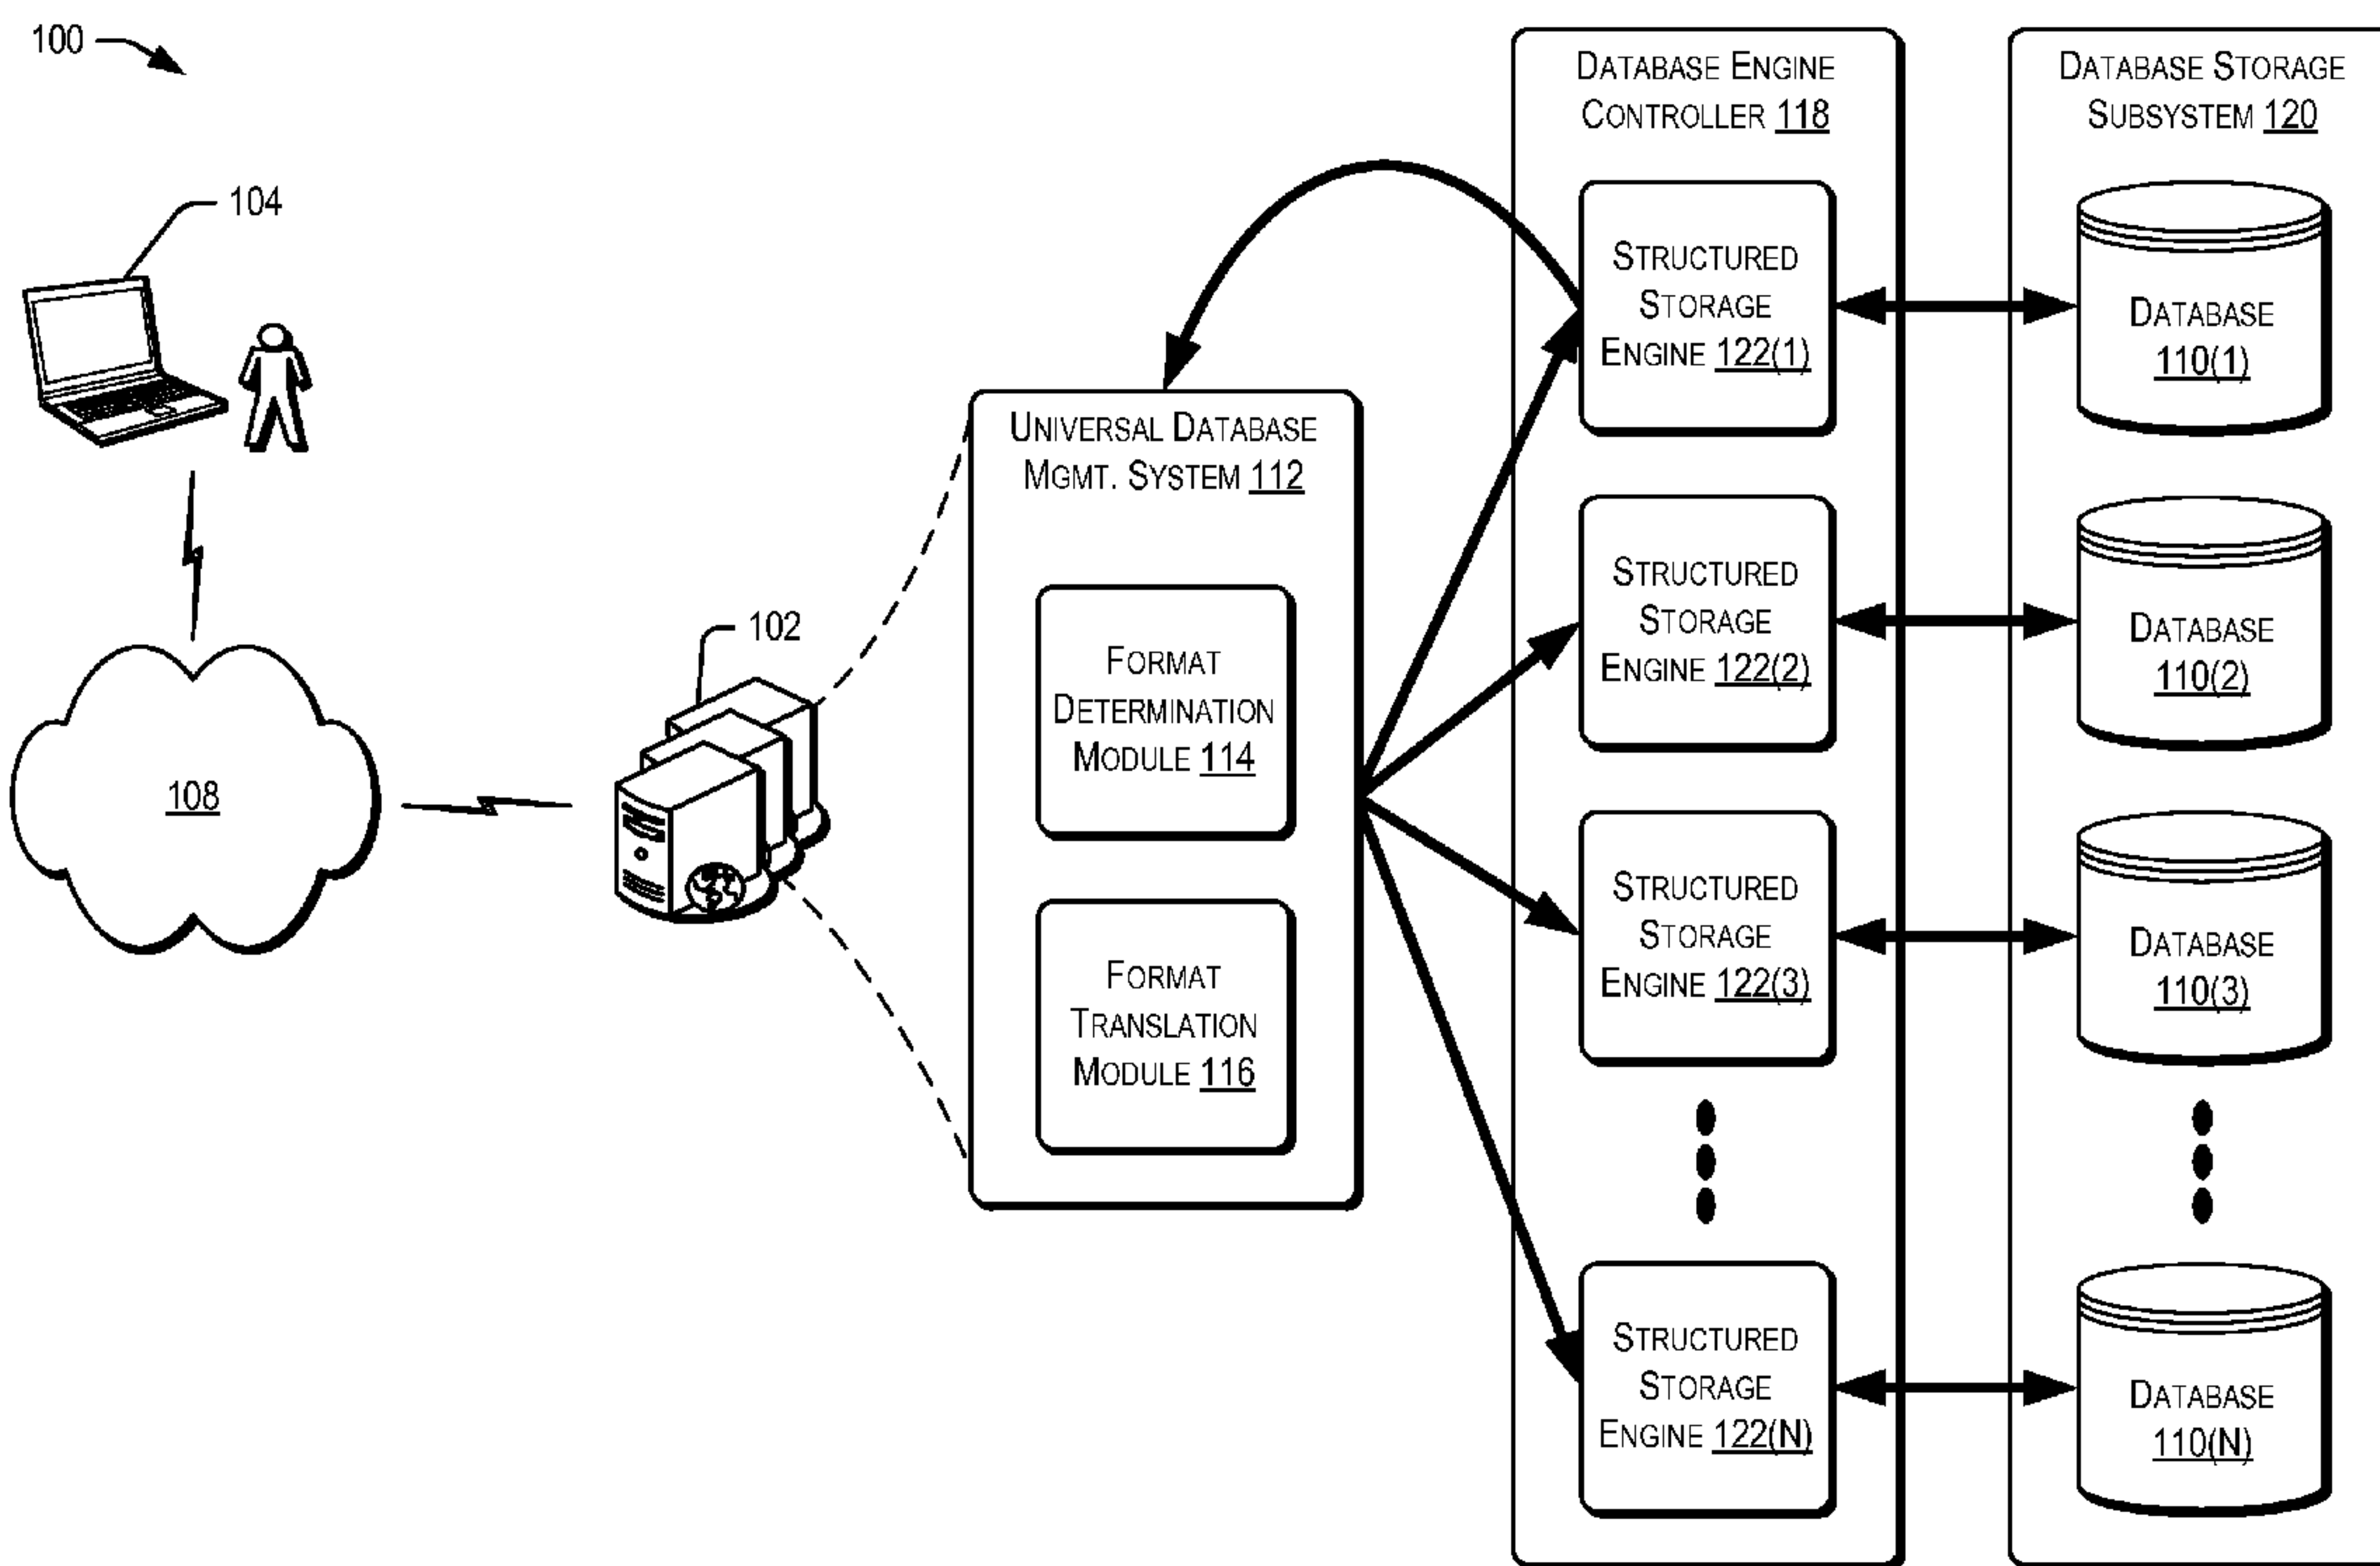 100
104
108
102
UNIVERSAL DATABASE
MGMT. SYSTEM 112
FORMAT
DETERMINATION
MODULE 114
FORMAT
TRANSLATION
MODULE 116
DATABASE ENGINE
CONTROLLER 118
STRUCTURED
STORAGE
ENGINE 122(1)
STRUCTURED
STORAGE
ENGINE 122(2)
STRUCTURED
STORAGE
ENGINE 122(3)
STRUCTURED
STORAGE
ENGINE 122(N)
DATABASE STORAGE
SUBSYSTEM 120
DATABASE
110(1)
DATABASE
110(2)
DATABASE
110(3)
DATABASE
110(N)